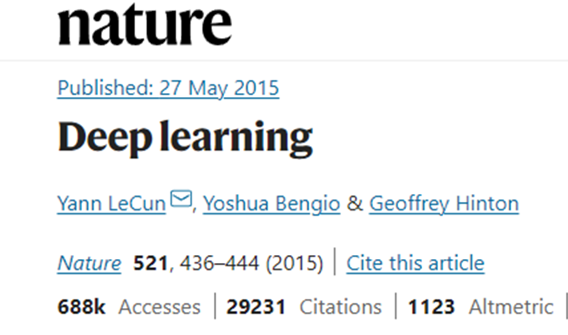 nature
Published: 27 May 2015
Deep learning
Yann LeCun, Yoshua Bengio & Geoffrey Hinton
Nature 521, 436–444 (2015) | Cite this article
688k Accesses | 29231 Citations | 1123 Altmetric |